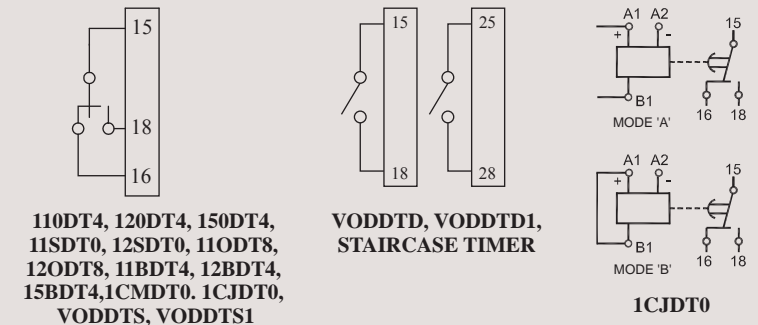 15
18
16
110DT4, 120DT4, 150DT4,
11SDT0, 12SDT0, 11ODT8,
12ODT8, 11BDT4, 12BDT4,
15BDT4,1CMDT0. 1CJDT0,
VODDTS, VODDTS1
15
18
25
28
VODDTD, VODDTD1,
STAIRCASE TIMER
A1 A2
+ -
15
B1
16 18
MODE 'A'
A1 A2
+ -
15
B1
16 18
MODE 'B'
1CJDT0